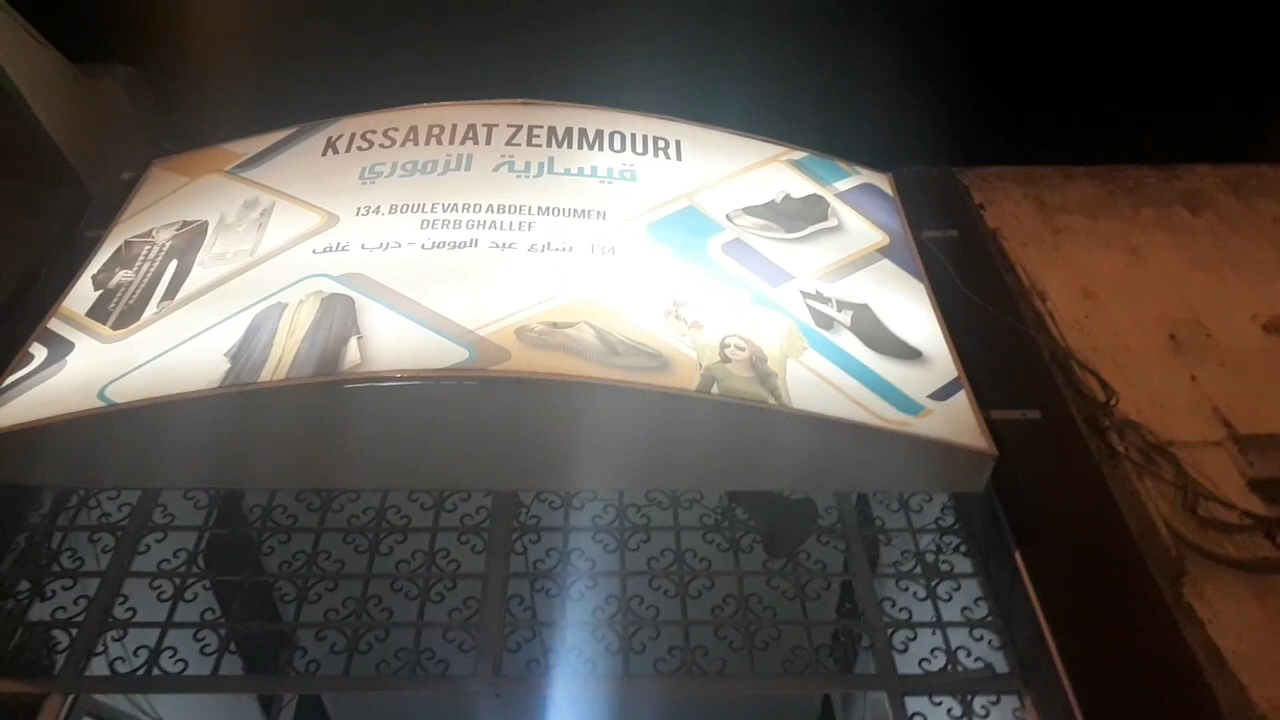 KISSARIAT ZEMMOURI
قيسارية الزموري
134, BOULEVARD ABDELMOUMEN
DERB GHALLEF
134 شارع عبد المومن - درب غلف